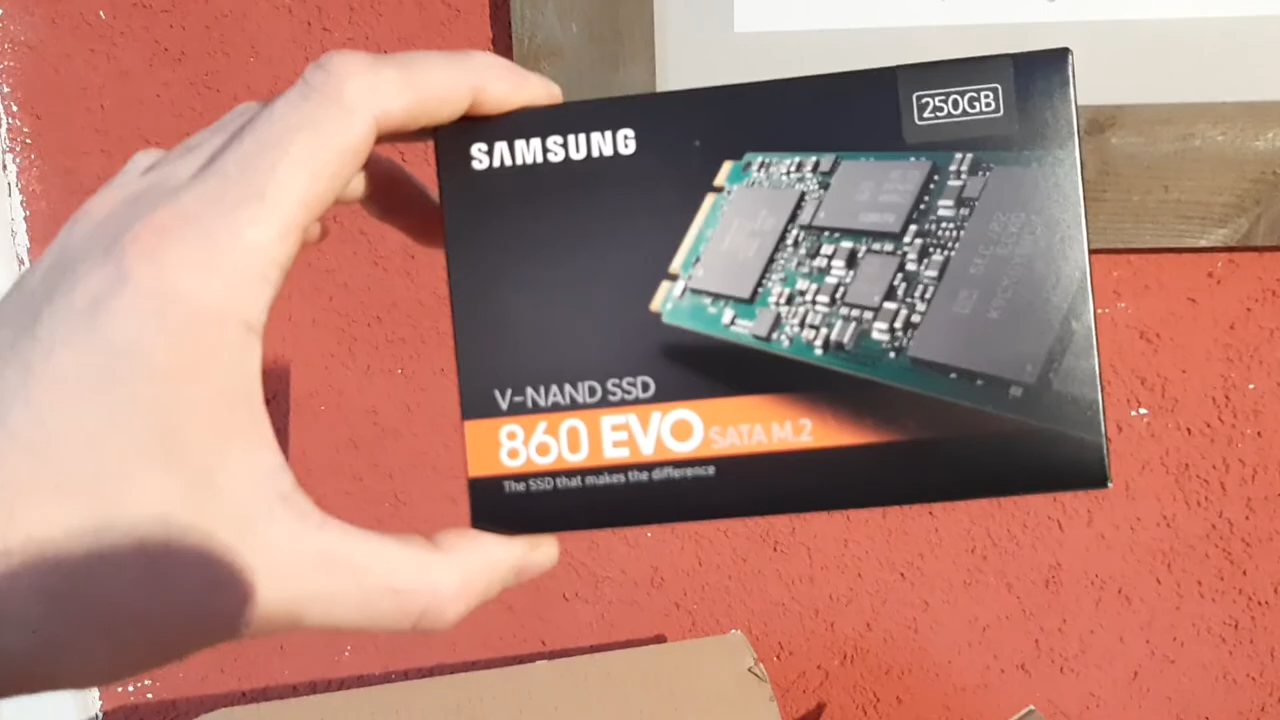 SAMSUNG
250GB
V-NAND SSD
860 EVO SATA M.2
The SSD that makes the difference